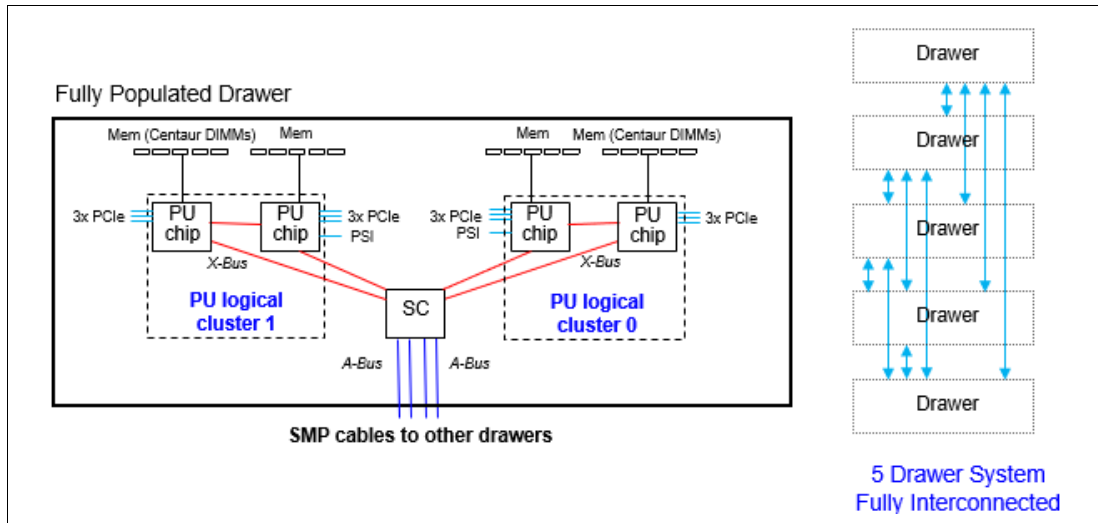 Fully Populated Drawer
Mem (Centaur DIMMs)
Mem
Mem
Mem (Centaur DIMMs)
3x PCIe
PU
chip
PU
chip
3x PCIe
PSI
3x PCIe
PSI
PU
chip
PU
chip
3x PCIe
X-Bus
X-Bus
PU logical
cluster 1
SC
PU logical
cluster 0
A-Bus
A-Bus
SMP cables to other drawers
Drawer
Drawer
Drawer
Drawer
Drawer
5 Drawer System
Fully Interconnected